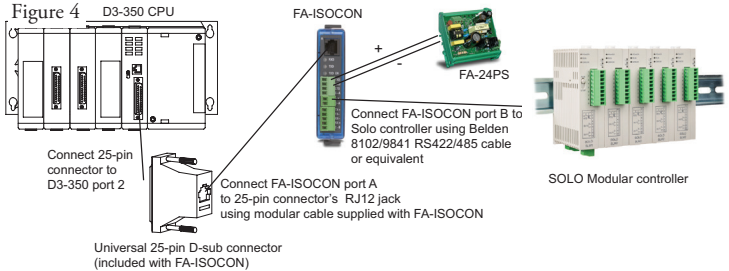 Figure 4
D3-350 CPU
FA-ISOCON
+
-
FA-24PS
Connect FA-ISOCON port B to
Solo controller using Belden
8102/9841 RS422/485 cable
or equivalent
SOLO Modular controller
Connect 25-pin
connector to
D3-350 port 2
Connect FA-ISOCON port A
to 25-pin connector's RJ12 jack
using modular cable supplied with FA-ISOCON
Universal 25-pin D-sub connector
(included with FA-ISOCON)